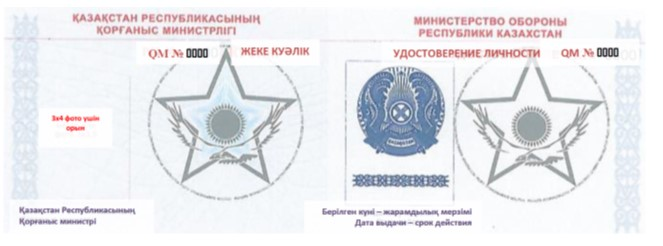 ҚАЗАҚСТАН РЕСПУБЛИКАСЫНЫҢ
ҚОРҒАНЫС МИНИСТРЛІГІ
QM № 0000 ЖЕКЕ КУӘЛІК
3х4 фото үшін
орын
Қазақстан Республикасының
Қорғаныс министрі
МИНИСТЕРСТВО ОБОРОНЫ
РЕСПУБЛИКИ КАЗАХСТАН
УДОСТОВЕРЕНИЕ ЛИЧНОСТИ QM № 0000
Берілген күні – жарамдылық мерзімі
Дата выдачи – срок действия